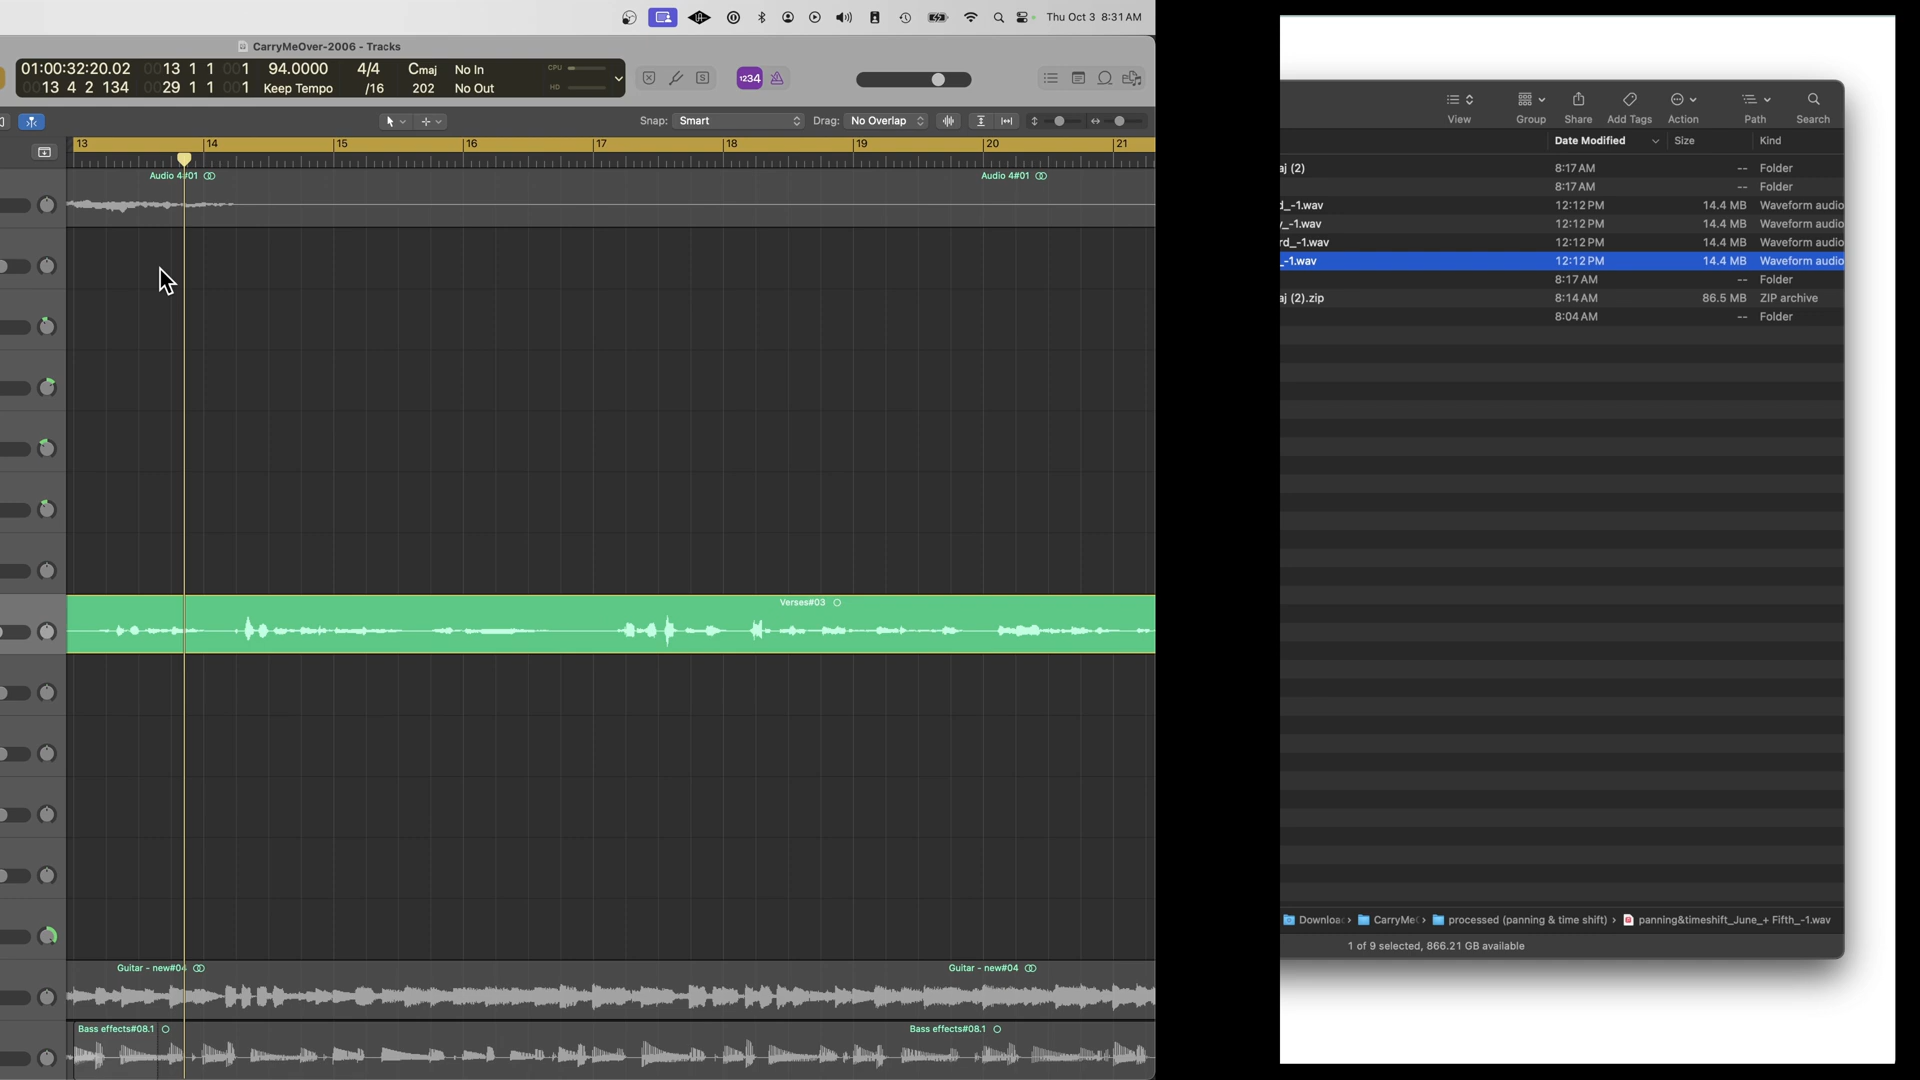 Thu Oct 3 8:31 AM
CarryMeOver-2006 - Tracks
01:00:32:20.02 0013 1 1 001 94.0000 4/4 Cmaj No In CPU
0013 4 2 134 0029 1 1 001 Keep Tempo /16 202 No Out HD
S 1234
Snap: Smart Drag: No Overlap
13 14 15 16 17 18 19 20 21
Audio 4#01 Audio 4#01
Verses#03
Guitar - new#04 Guitar - new#04
Bass effects#08.1 Bass effects#08.1
View Group Share Add Tags Action Path Search
Date Modified Size Kind
aj (2) 8:17 AM -- Folder
8:17 AM -- Folder
d_-1.wav 12:12 PM 14.4 MB Waveform audio
y_-1.wav 12:12 PM 14.4 MB Waveform audio
rd_-1.wav 12:12 PM 14.4 MB Waveform audio
_-1.wav 12:12 PM 14.4 MB Waveform audio
8:17 AM -- Folder
aj (2).zip 8:14 AM 86.5 MB ZIP archive
8:04 AM -- Folder
Downloa › CarryMe › processed (panning & time shift) › panning&timeshift_June_+ Fifth_-1.wav
1 of 9 selected, 866.21 GB available